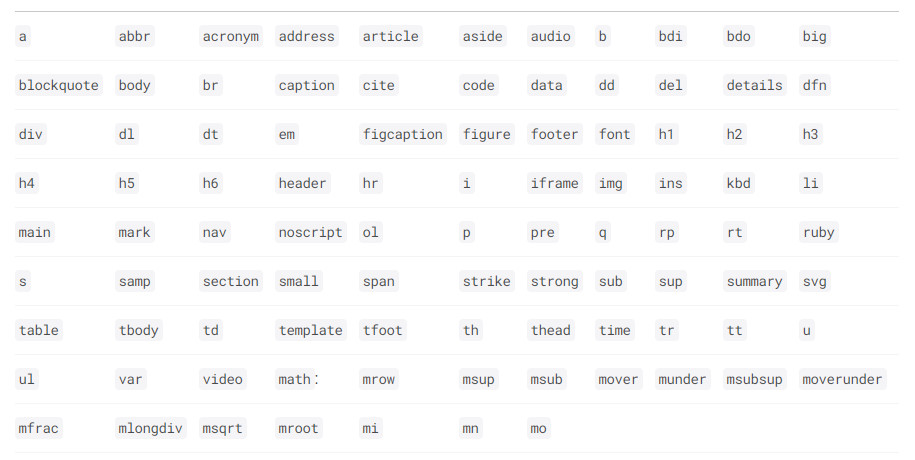 a abbr acronym address article aside audio b bdi bdo big
blockquote body br caption cite code data dd del details dfn
div dl dt em figcaption figure footer font h1 h2 h3
h4 h5 h6 header hr i iframe img ins kbd li
main mark nav noscript ol p pre q rp rt ruby
s samp section small span strike strong sub sup summary svg
table tbody td template tfoot th thead time tr tt u
ul var video math: mrow msup msub mover munder msubsup moverunder
mfrac mlongdiv msqrt mroot mi mn mo